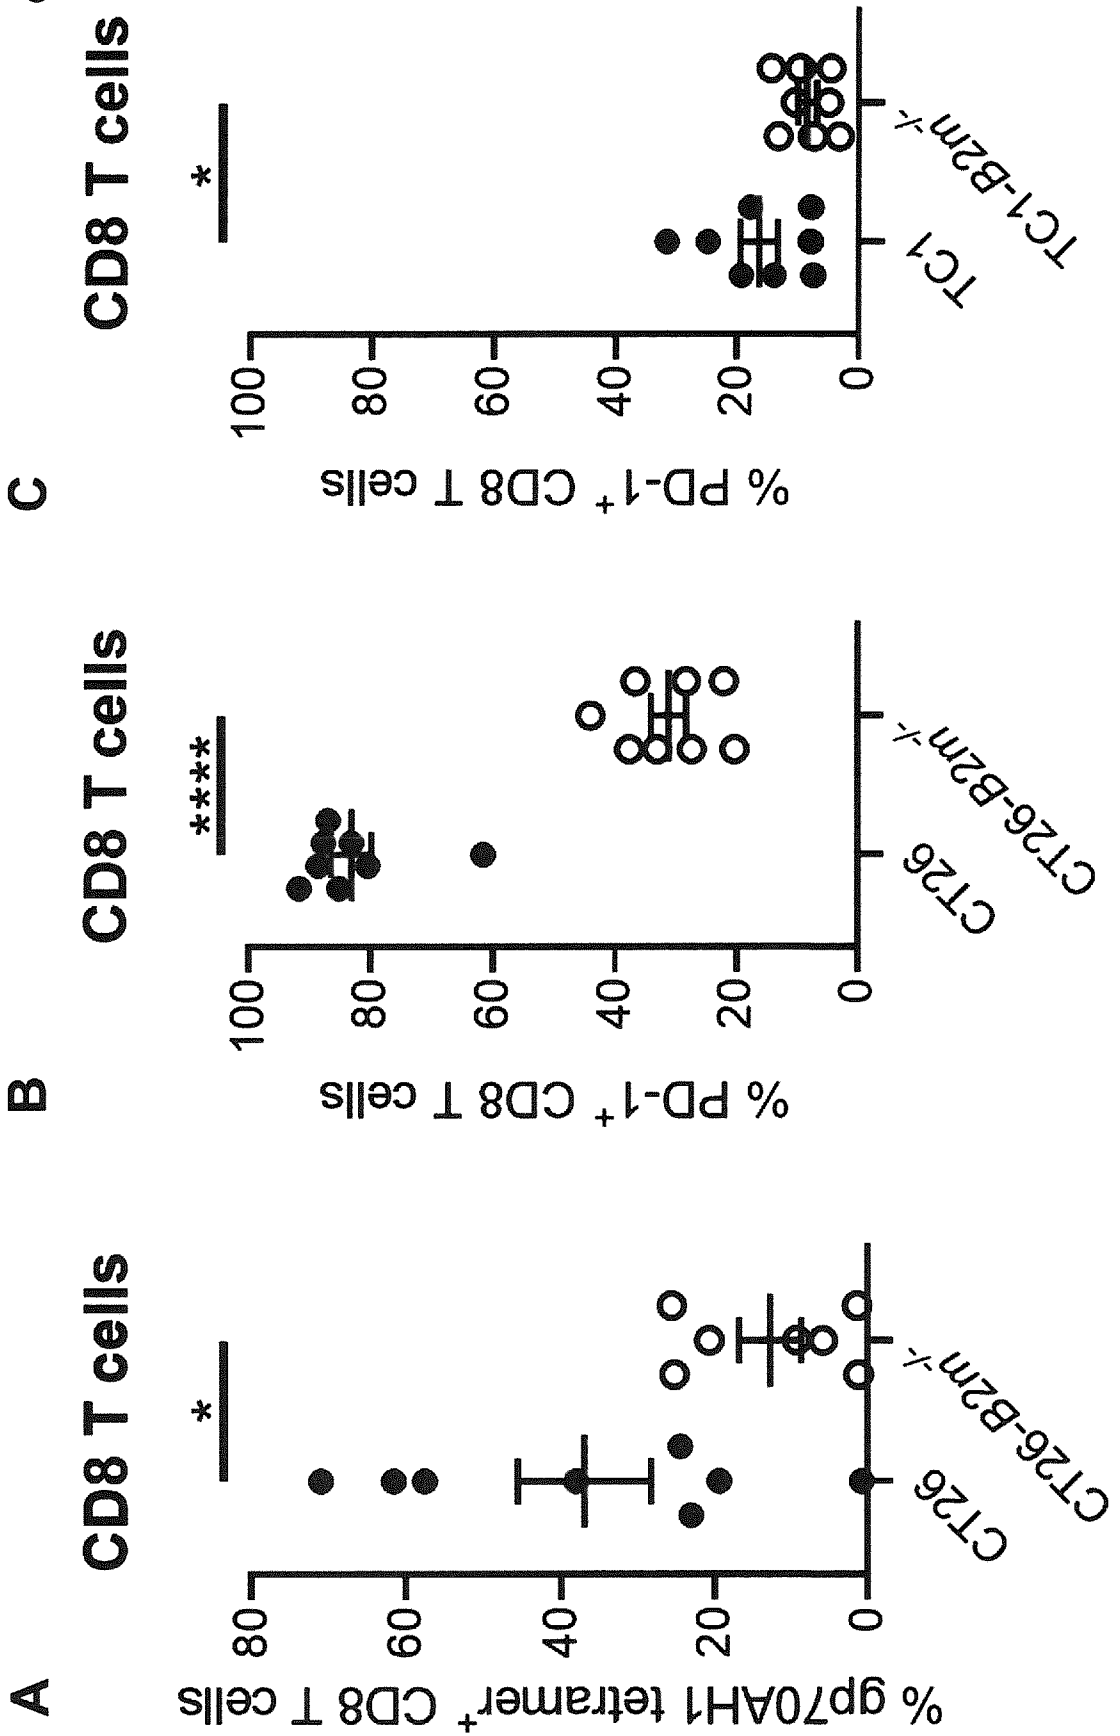 A
CD8 T cells
*
% gp70AH1 tetramer⁺ CD8 T cells
80
60
40
20
0
CT26
CT26-B2m⁻/⁻
B
CD8 T cells
****
% PD-1⁺ CD8 T cells
100
80
60
40
20
0
CT26
CT26-B2m⁻/⁻
C
CD8 T cells
*
% PD-1⁺ CD8 T cells
100
80
60
40
20
0
TC1
TC1-B2m⁻/⁻